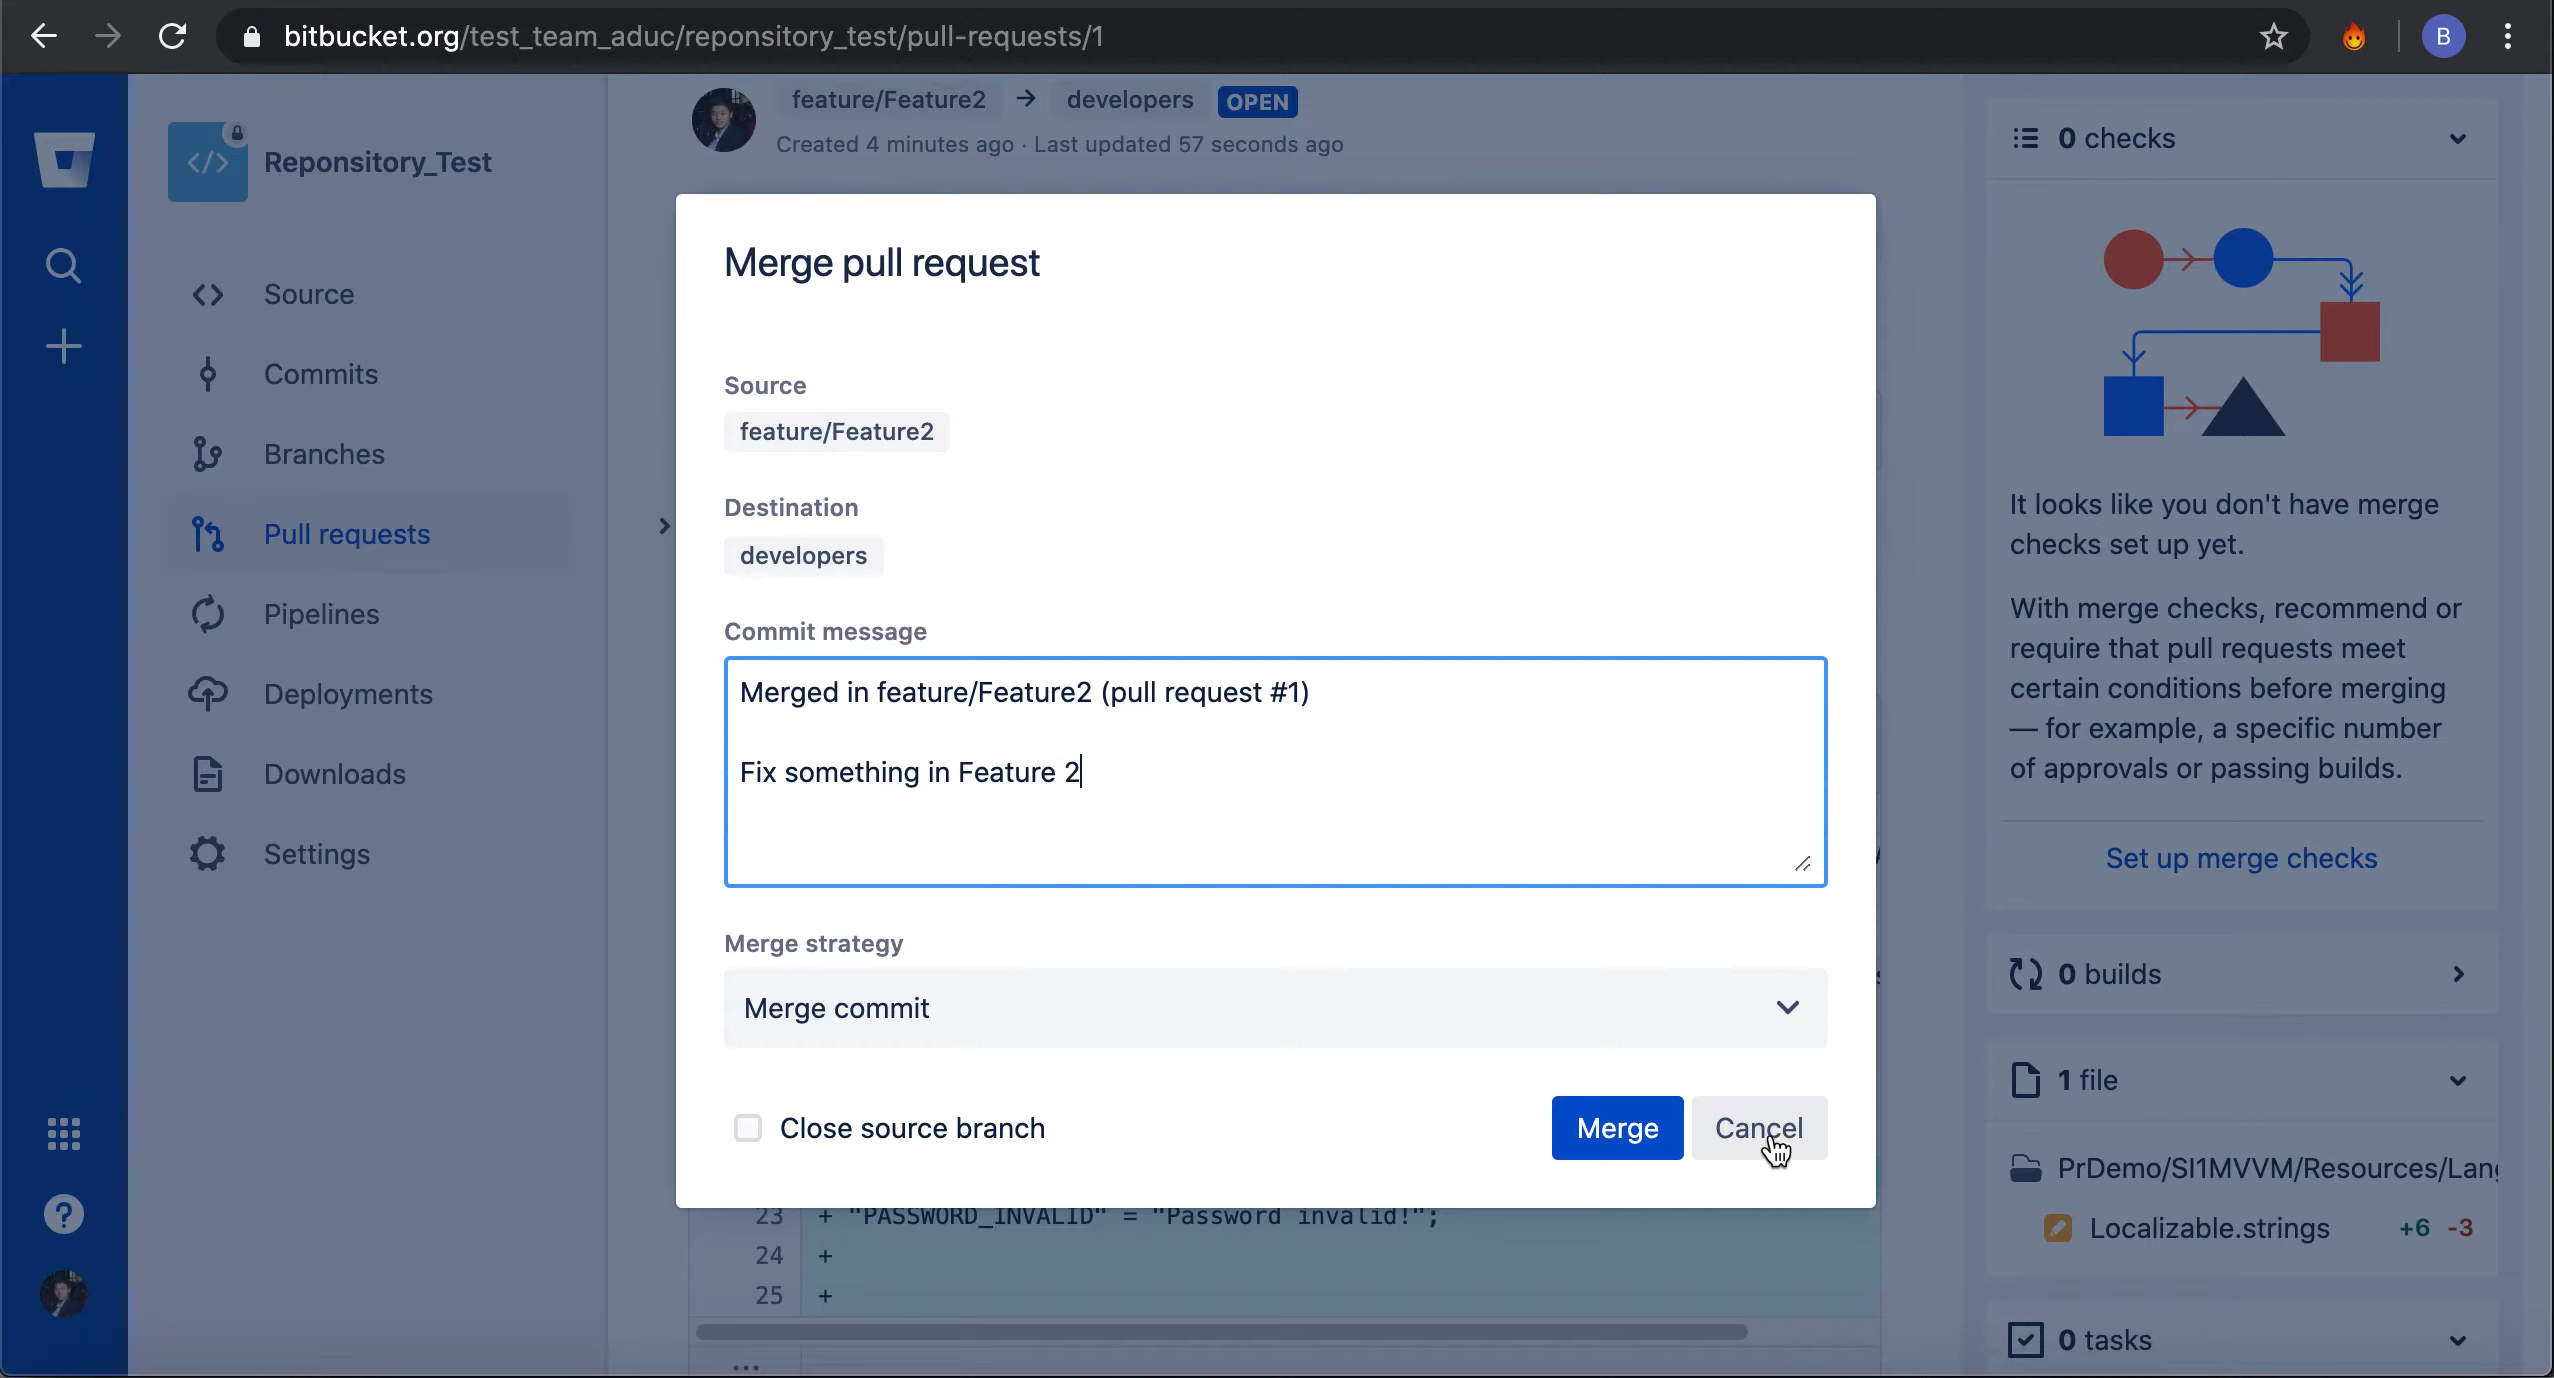 bitbucket.org/test_team_aduc/reponsitory_test/pull-requests/1
B
Reponsitory_Test
Source
Commits
Branches
Pull requests
Pipelines
Deployments
Downloads
Settings
feature/Feature2 → developers OPEN
Created 4 minutes ago · Last updated 57 seconds ago
Merge pull request
Source
feature/Feature2
Destination
developers
Commit message
Merged in feature/Feature2 (pull request #1)
Fix something in Feature 2
Merge strategy
Merge commit
Close source branch
Merge
Cancel
23 + "PASSWORD_INVALID" = "Password invalid!";
24 +
25 +
...
0 checks
It looks like you don't have merge
checks set up yet.
With merge checks, recommend or
require that pull requests meet
certain conditions before merging
— for example, a specific number
of approvals or passing builds.
Set up merge checks
0 builds
1 file
PrDemo/SI1MVVM/Resources/Lang
Localizable.strings +6 -3
0 tasks